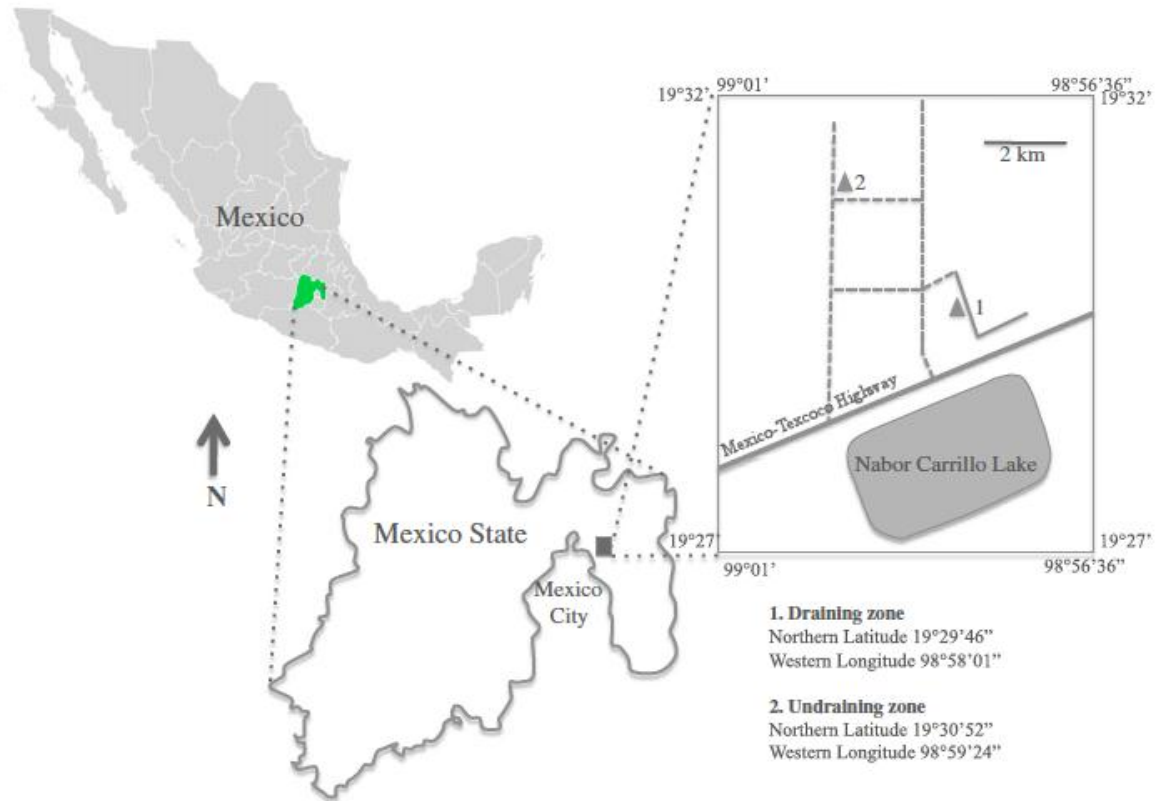 Mexico
N
Mexico State
Mexico
City
99°01’
98°56’36”
19°32’
19°32’
2 km
2
1
Mexico-Texcoco Highway
Nabor Carrillo Lake
19°27’
19°27’
99°01’
98°56’36”
1. Draining zone
Northern Latitude 19°29’46”
Western Longitude 98°58’01”
2. Undraining zone
Northern Latitude 19°30’52”
Western Longitude 98°59’24”